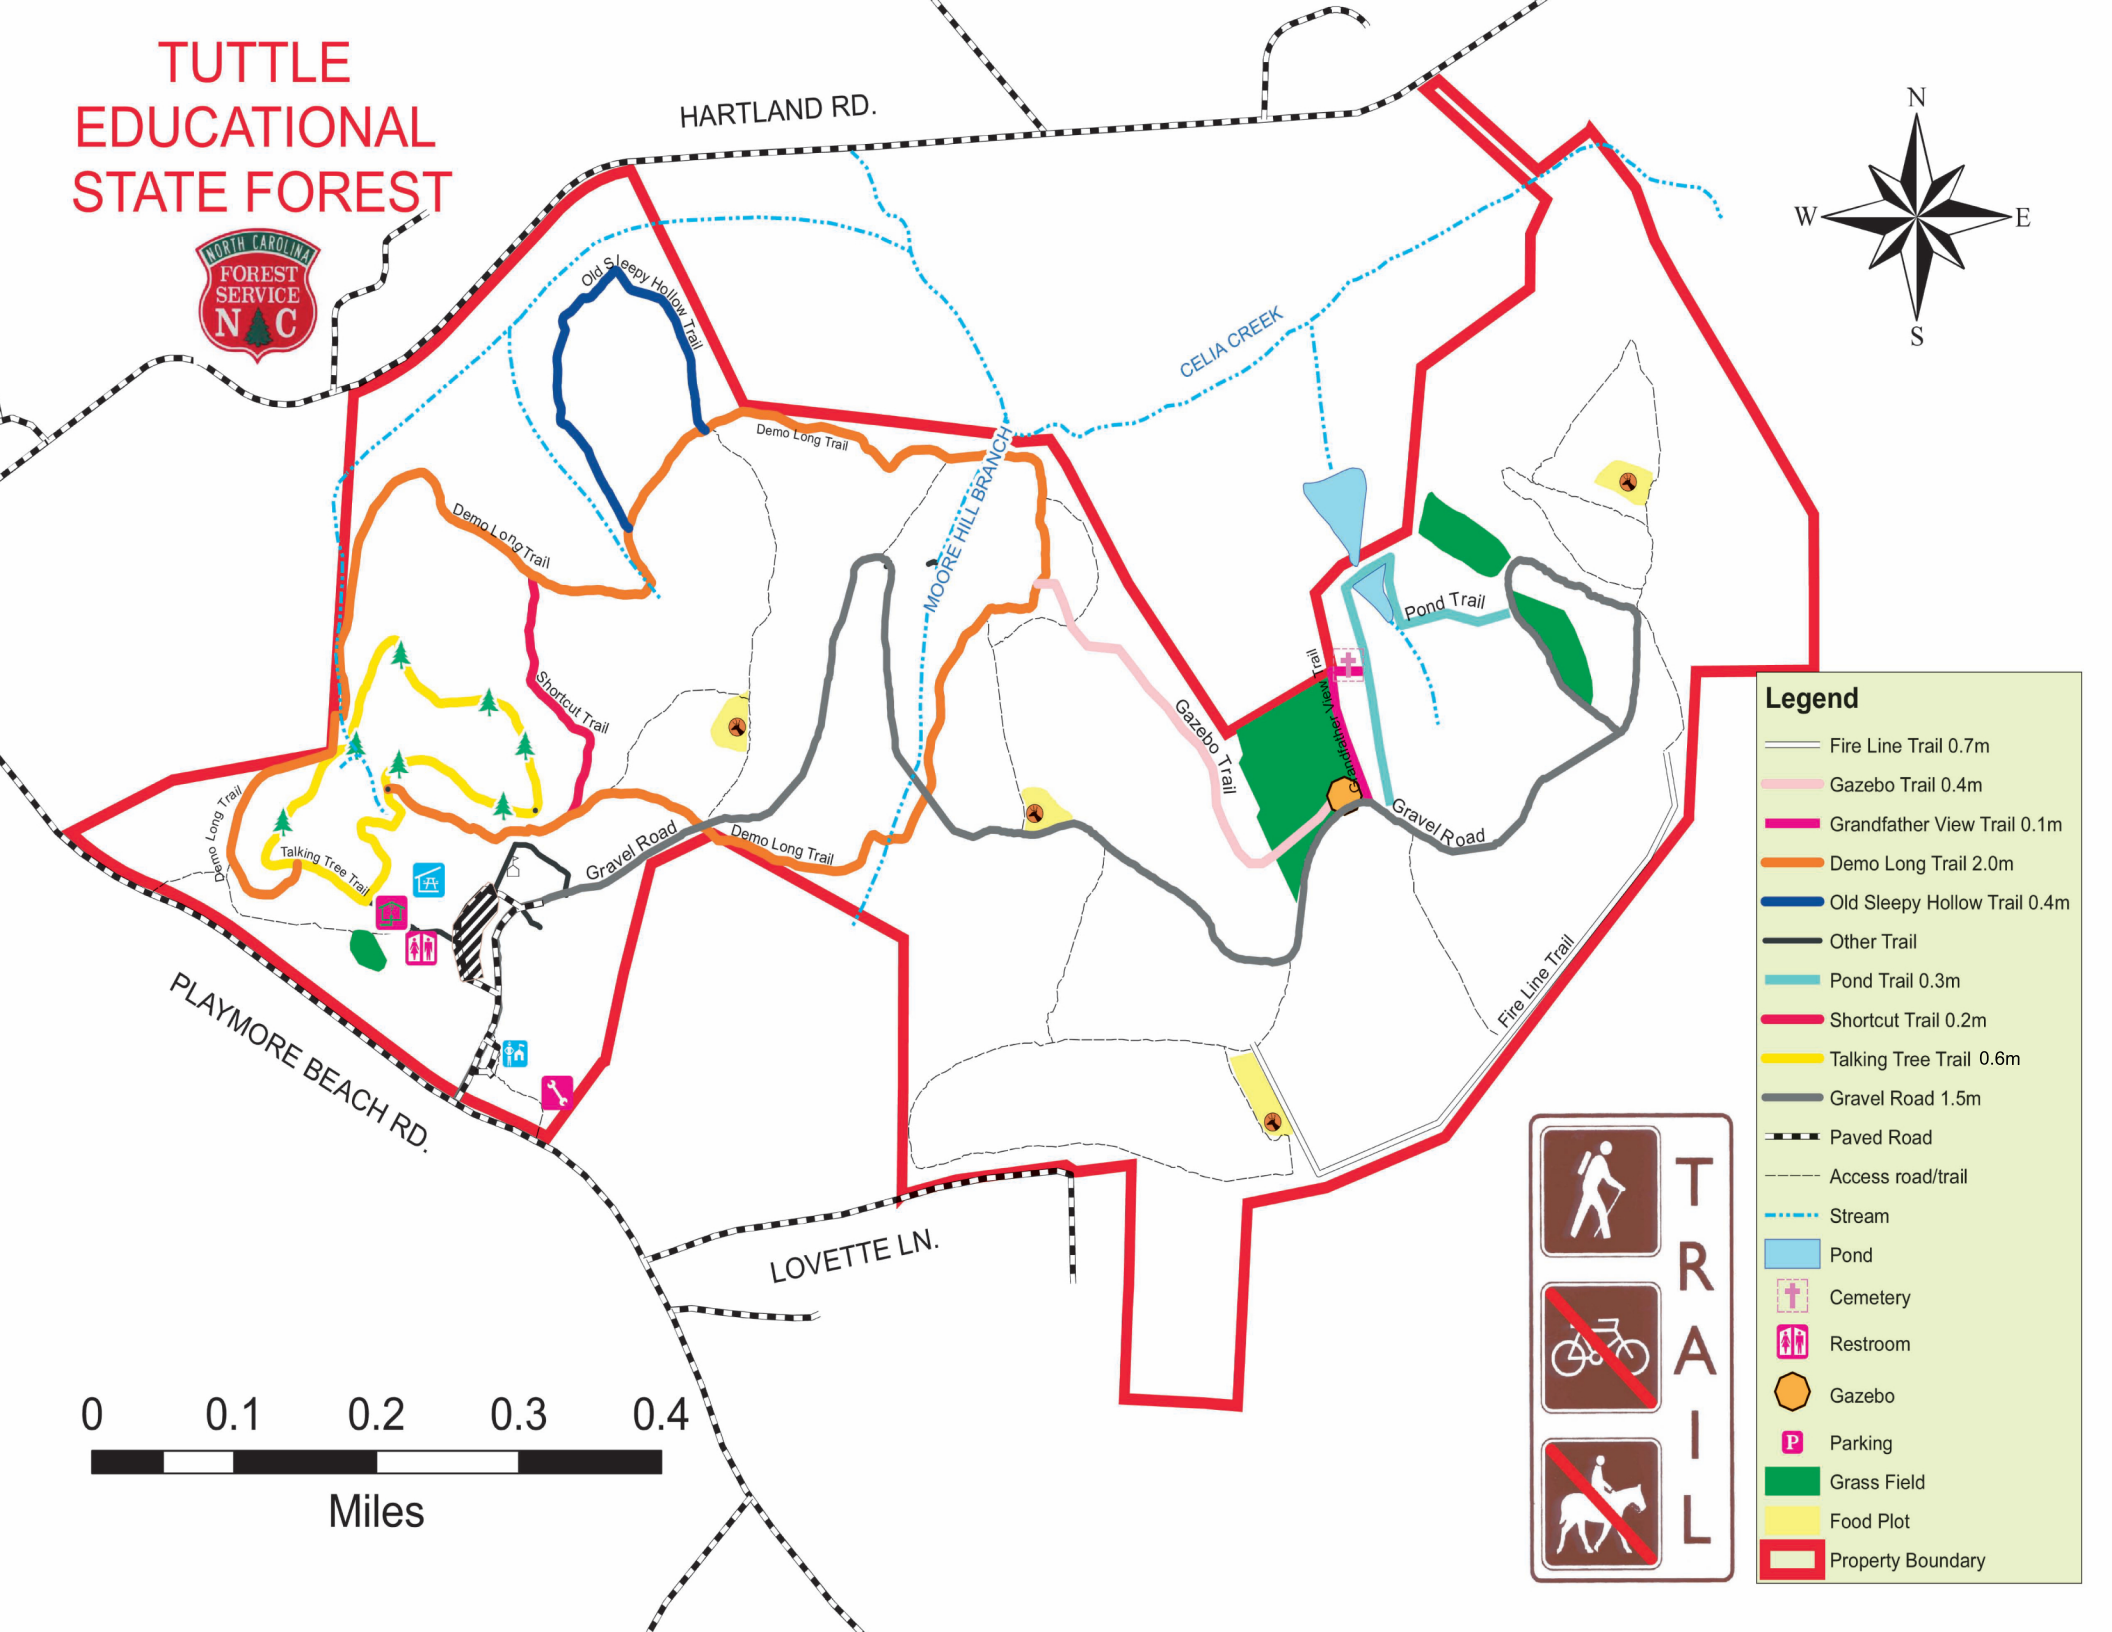 TUTTLE
EDUCATIONAL
STATE FOREST
NORTH CAROLINA
FOREST
SERVICE
N C
HARTLAND RD.
N
W E
S
Old Sleepy Hollow Trail
CELIA CREEK
Demo Long Trail
MOORE HILL BRANCH
Demo Long Trail
Pond Trail
Shortcut Trail
Grandfather View Trail
Gazebo Trail
Demo Long Trail
Talking Tree Trail
Gravel Road
Demo Long Trail
Gravel Road
Fire Line Trail
PLAYMORE BEACH RD.
LOVETTE LN.
0 0.1 0.2 0.3 0.4
Miles
TRAIL
Legend
Fire Line Trail 0.7m
Gazebo Trail 0.4m
Grandfather View Trail 0.1m
Demo Long Trail 2.0m
Old Sleepy Hollow Trail 0.4m
Other Trail
Pond Trail 0.3m
Shortcut Trail 0.2m
Talking Tree Trail 0.6m
Gravel Road 1.5m
Paved Road
Access road/trail
Stream
Pond
Cemetery
Restroom
Gazebo
P Parking
Grass Field
Food Plot
Property Boundary